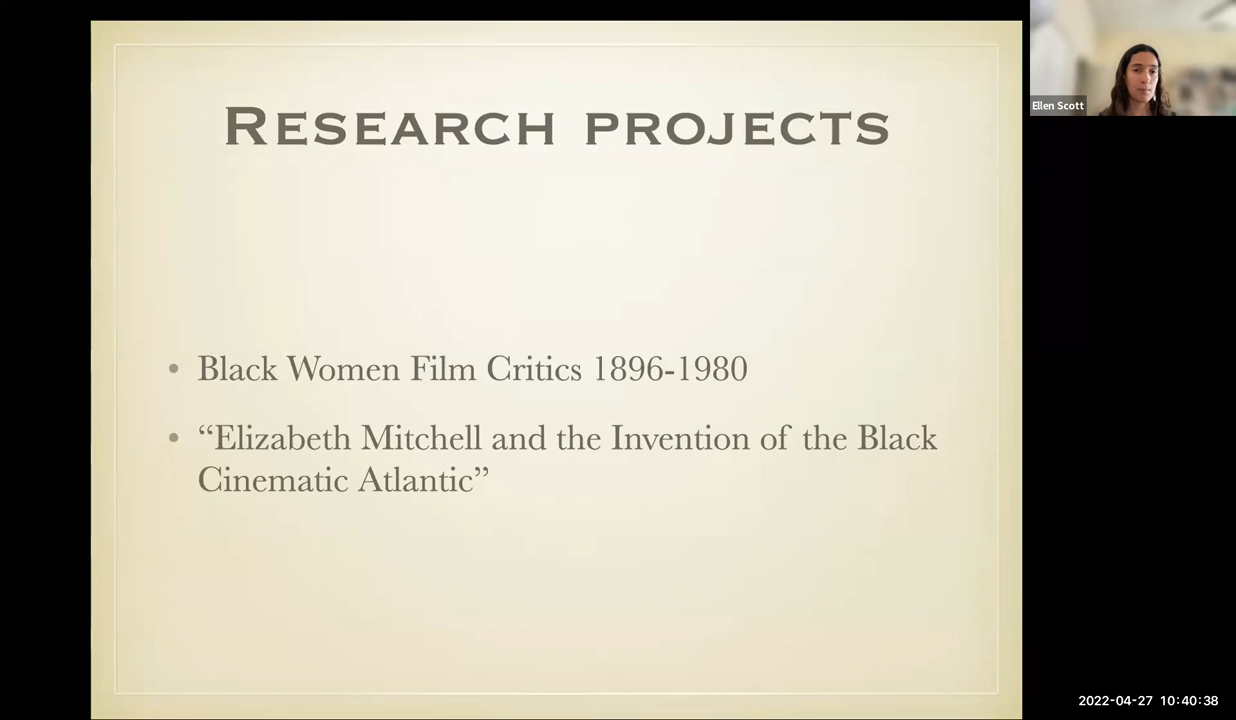 Research projects
Ellen Scott
• Black Women Film Critics 1896-1980
• “Elizabeth Mitchell and the Invention of the Black
Cinematic Atlantic”
2022-04-27 10:40:38